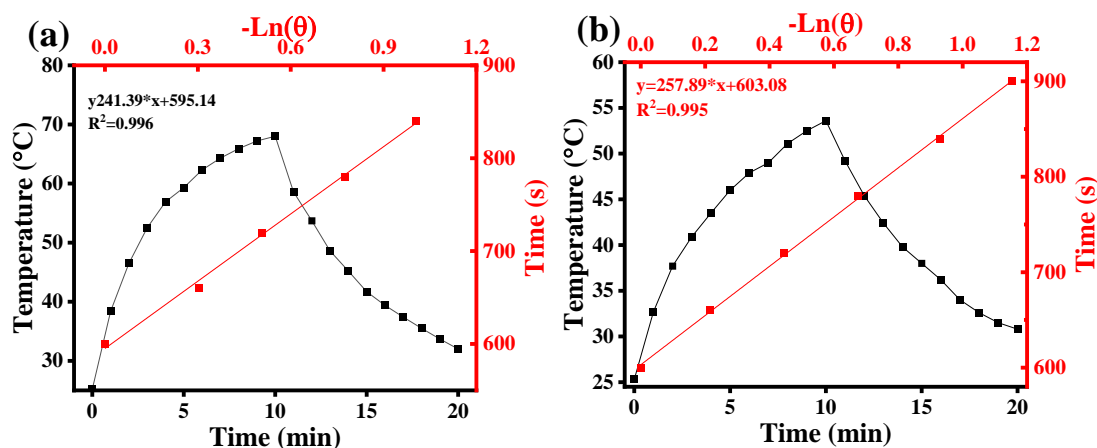 (a)
-Ln(θ)
0.0 0.3 0.6 0.9 1.2
y241.39*x+595.14
R²=0.996
Temperature (°C)
80
70
60
50
40
30
900
800
700
600
Time (s)
0 5 10 15 20
Time (min)
(b)
-Ln(θ)
0.0 0.2 0.4 0.6 0.8 1.0 1.2
y=257.89*x+603.08
R²=0.995
Temperature (°C)
60
55
50
45
40
35
30
25
900
800
700
600
Time (s)
0 5 10 15 20
Time (min)